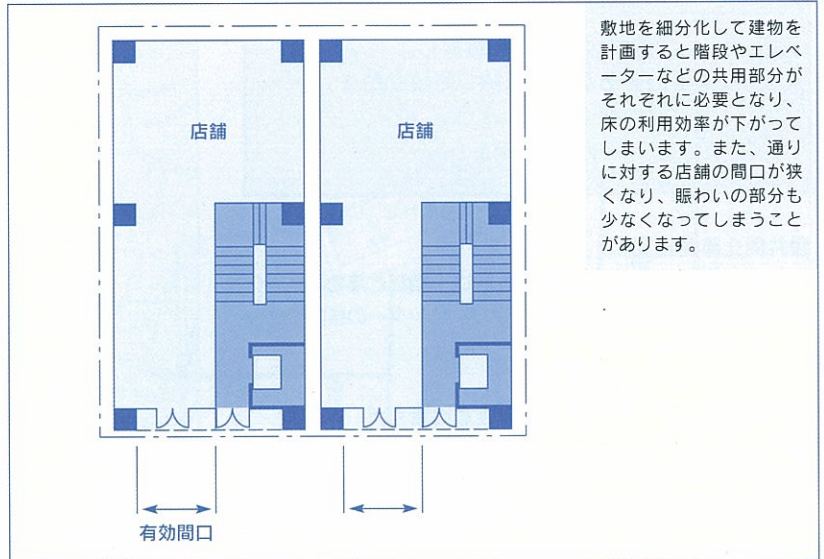 敷地を細分化して建物を
計画すると階段やエレベ
ーターなどの共用部分が
それぞれに必要となり、
床の利用効率が下がって
しまいます。また、通り
に対する店舗の間口が狭
くなり、賑わいの部分も
少なくなってしまうこと
があります。
店舗
店舗
有効間口